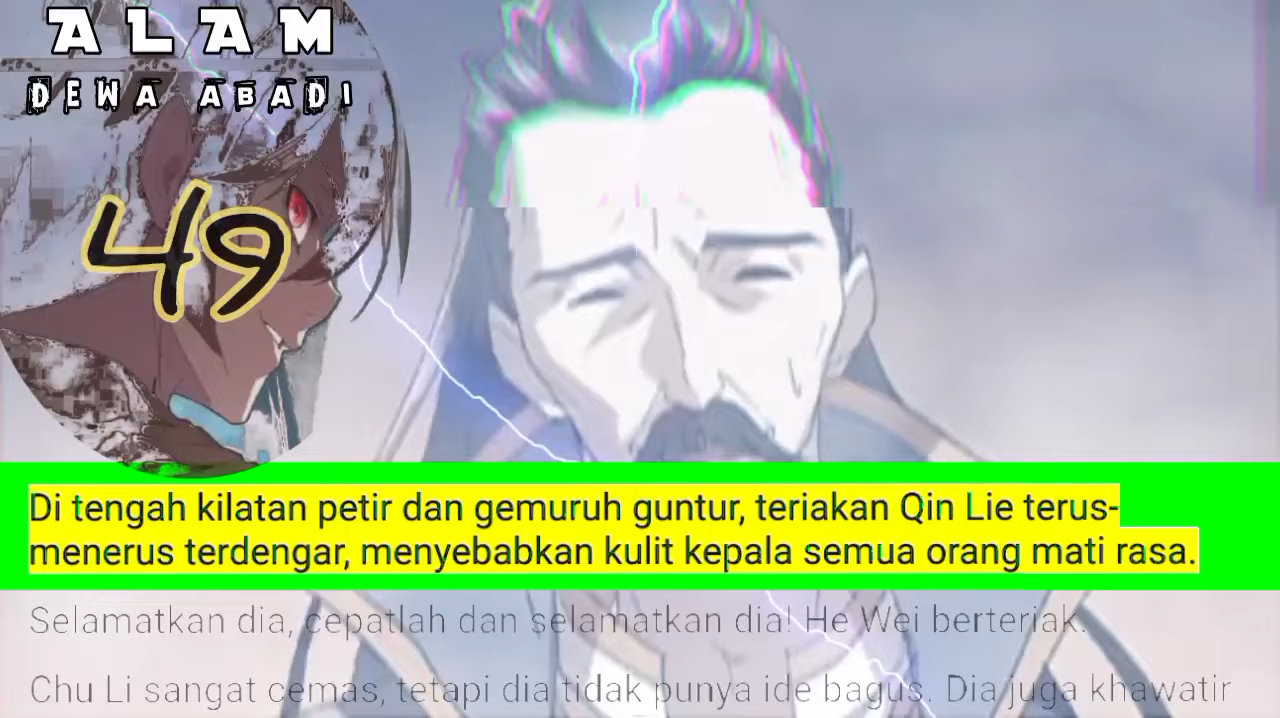 ALAM
DEWA ABADI
49
Di tengah kilatan petir dan gemuruh guntur, teriakan Qin Lie terus-
menerus terdengar, menyebabkan kulit kepala semua orang mati rasa.
Selamatkan dia, cepatlah dan selamatkan dia! He Wei berteriak.
Chu Li sangat cemas, tetapi dia tidak punya ide bagus. Dia juga khawatir